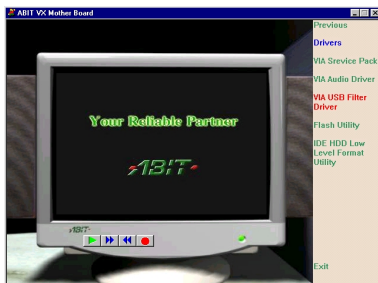 ABIT VX Mother Board
Previous
Drivers
VIA Srevice Pack
VIA Audio Driver
VIA USB Filter
Driver
Flash Utility
IDE HDD Low
Level Format
Utility
Exit
Your Reliable Partner
ABIT
ABIT